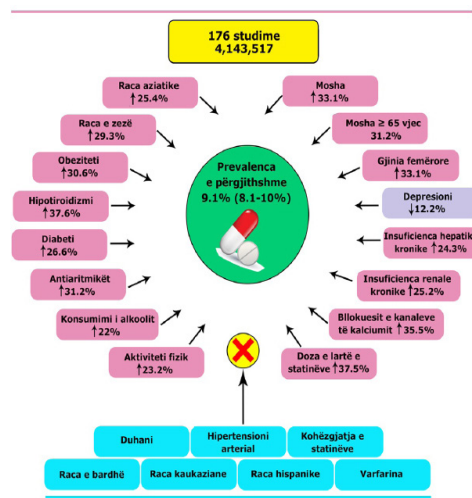 176 studime
4,143,517
Raca aziatike
↑25.4%
Mosha
↑33.1%
Raca e zezë
↑29.3%
Mosha ≥ 65 vjec
31.2%
Obeziteti
↑30.6%
Prevalenca
e përgjithshme
9.1% (8.1-10%)
Gjinia femërore
↑33.1%
Hipotiroidizmi
↑37.6%
Depresioni
↓12.2%
Diabeti
↑26.6%
Insuficienca hepatik
kronike ↑24.3%
Antiaritmikët
↑31.2%
Insuficienca renale
kronike ↑25.2%
Konsumimi i alkoolit
↑22%
Bllokuesit e kanaleve
të kalciumit ↑35.5%
Aktiviteti fizik
↑23.2%
Doza e lartë e
statinëve ↑37.5%
Duhani
Hipertensioni
arterial
Kohëzgjatja e
statinëve
Raca e bardhë
Raca kaukaziane
Raca hispanike
Varfarina